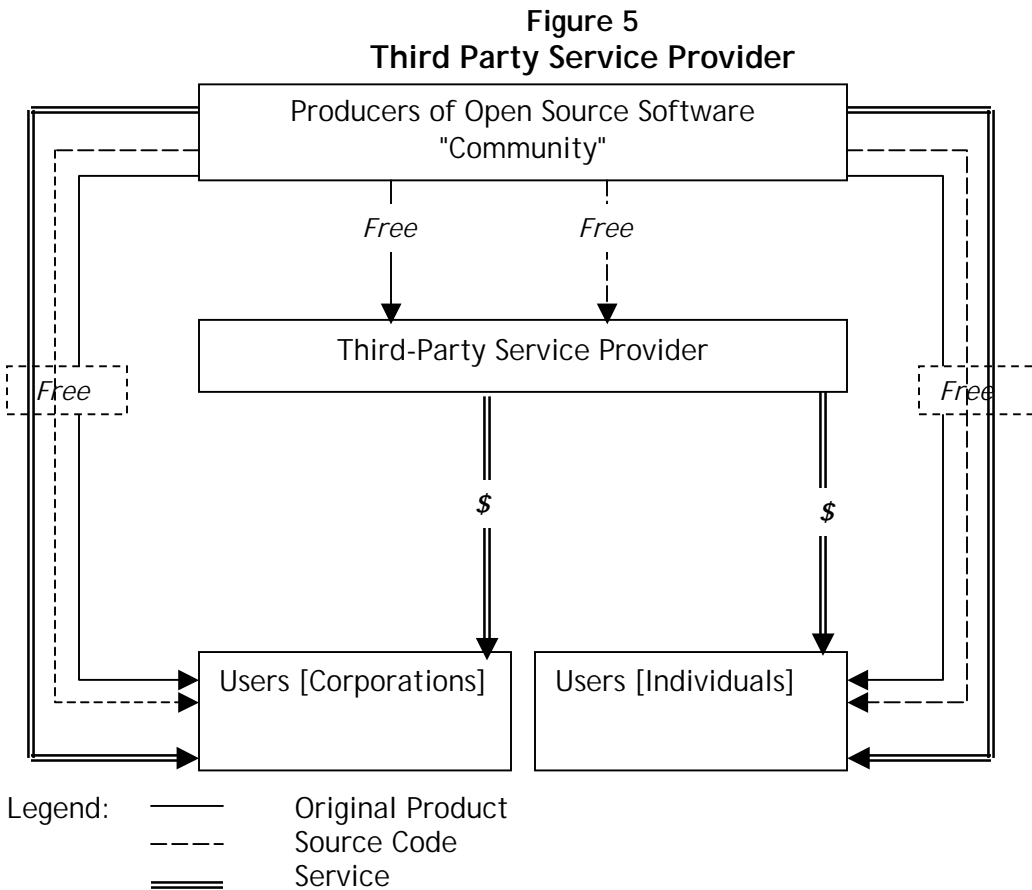 Figure 5
Third Party Service Provider
Producers of Open Source Software
"Community"
Free
Free
Third-Party Service Provider
Free
Free
$
$
Users [Corporations]
Users [Individuals]
Legend:
Original Product
Source Code
Service